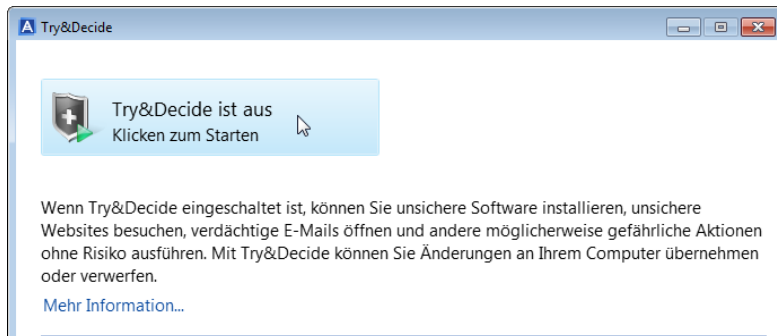 Try&Decide
Try&Decide ist aus
Klicken zum Starten
Wenn Try&Decide eingeschaltet ist, können Sie unsichere Software installieren, unsichere
Websites besuchen, verdächtige E-Mails öffnen und andere möglicherweise gefährliche Aktionen
ohne Risiko ausführen. Mit Try&Decide können Sie Änderungen an Ihrem Computer übernehmen
oder verwerfen.
Mehr Information...